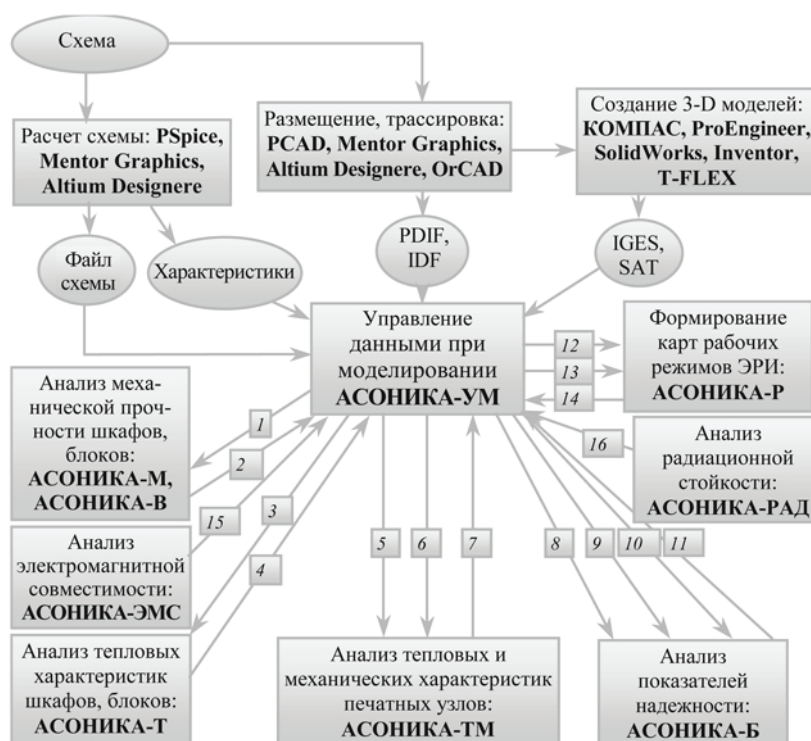 Схема
Расчет схемы: PSpice,
Mentor Graphics,
Altium Designere
Размещение, трассировка:
PCAD, Mentor Graphics,
Altium Designere, OrCAD
Создание 3-D моделей:
КОМПАС, ProEngineer,
SolidWorks, Inventor,
T-FLEX
Файл
схемы
Характеристики
PDIF,
IDF
IGES,
SAT
Управление
данными при
моделировании
АСОНИКА-УМ
12
13
14
Формирование
карт рабочих
режимов ЭРИ:
АСОНИКА-Р
Анализ меха-
нической проч-
ности шкафов,
блоков:
АСОНИКА-М,
АСОНИКА-В
1
2
15
3
4
5
6
7
8
9
10
11
16
Анализ
радиационной
стойкости:
АСОНИКА-РАД
Анализ
электромагнитной
совместимости:
АСОНИКА-ЭМС
Анализ тепловых
характеристик
шкафов, блоков:
АСОНИКА-Т
Анализ тепловых и
механических характеристик
печатных узлов:
АСОНИКА-ТМ
Анализ
показателей
надежности:
АСОНИКА-Б